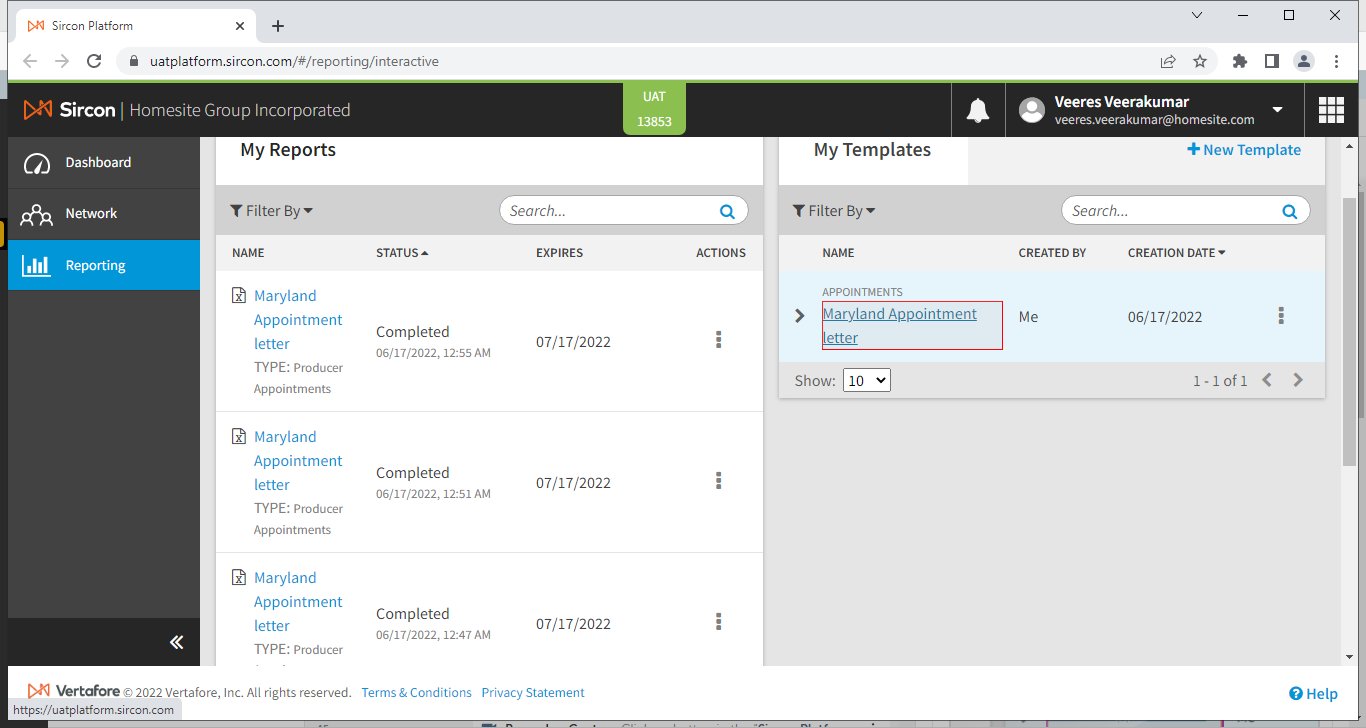 Sircon Platform
uatplatform.sircon.com/#/reporting/interactive
Sircon | Homesite Group Incorporated
UAT
13853
Veeres Veerakumar
veeres.veerakumar@homesite.com
Dashboard
Network
Reporting
My Reports
Filter By
Search...
NAME STATUS EXPIRES ACTIONS
Maryland
Appointment
letter
TYPE: Producer
Appointments
Completed
06/17/2022, 12:55 AM
07/17/2022
Maryland
Appointment
letter
TYPE: Producer
Appointments
Completed
06/17/2022, 12:51 AM
07/17/2022
Maryland
Appointment
letter
TYPE: Producer
Completed
06/17/2022, 12:47 AM
07/17/2022
My Templates
New Template
Filter By
Search...
NAME CREATED BY CREATION DATE
APPOINTMENTS
Maryland Appointment
letter
Me
06/17/2022
Show: 10
1 - 1 of 1
Vertafore © 2022 Vertafore, Inc. All rights reserved. Terms & Conditions Privacy Statement
Help
https://uatplatform.sircon.com